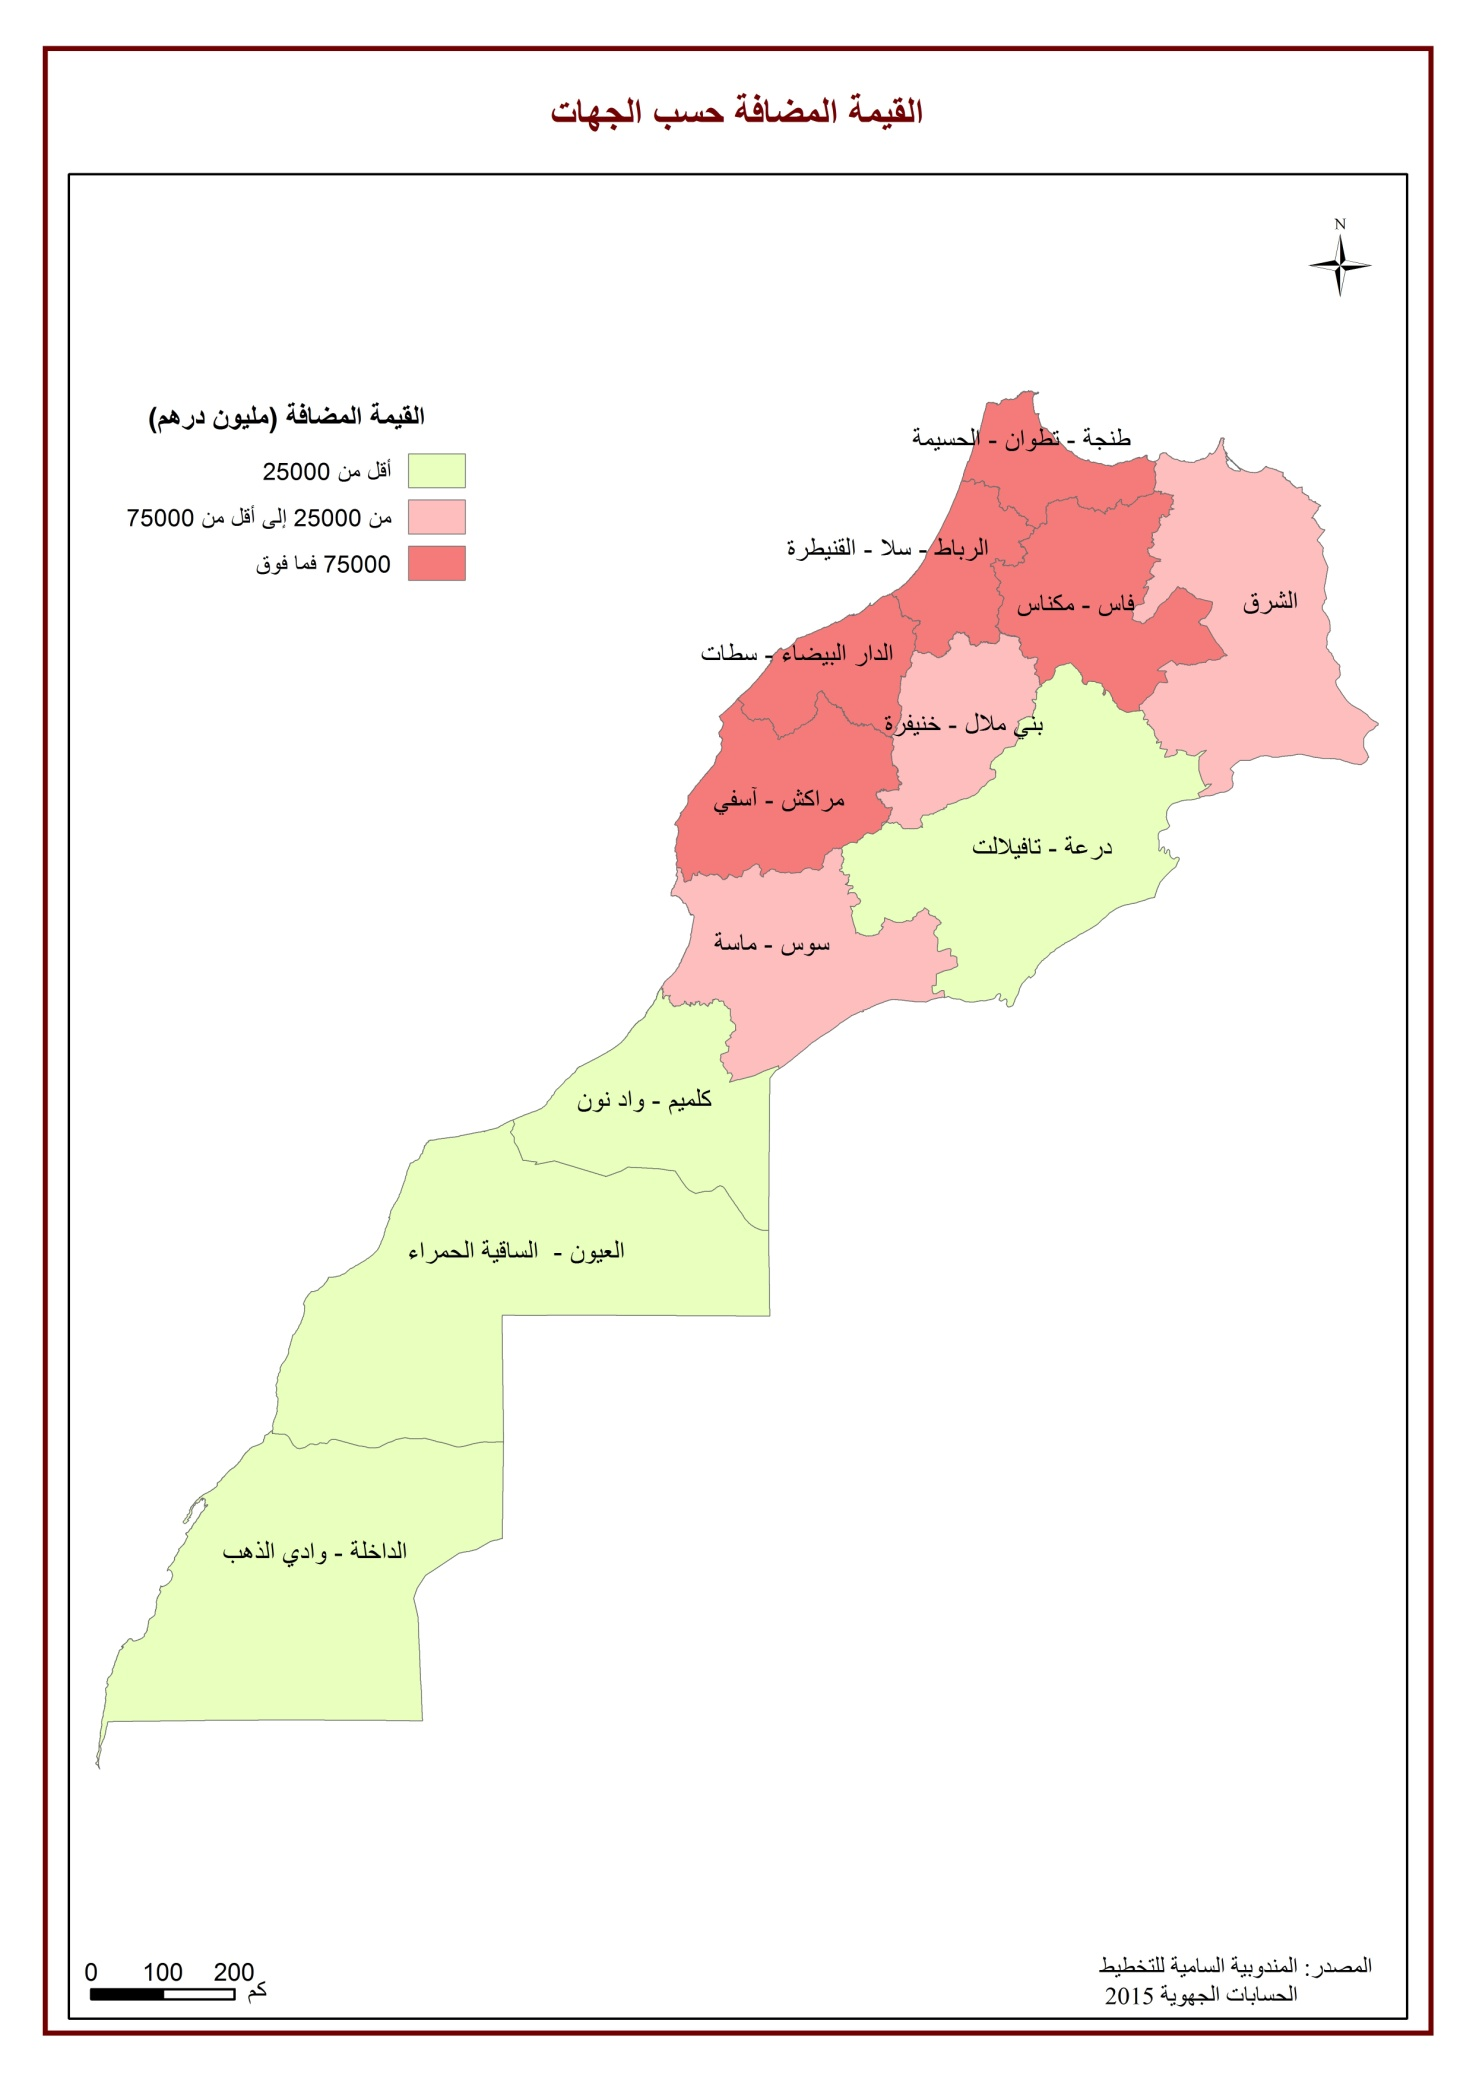 القيمة المضافة حسب الجهات
N
القيمة المضافة (مليون درهم)
أقل من 25000
من 25000 إلى أقل من 75000
75000 فما فوق
طنجة - تطوان - الحسيمة
الرباط - سلا - القنيطرة
الشرق
فاس - مكناس
الدار البيضاء - سطات
بني ملال - خنيفرة
مراكش - آسفي
درعة - تافيلالت
سوس - ماسة
كلميم - واد نون
العيون - الساقية الحمراء
الداخلة - وادي الذهب
0 100 200
كم
المصدر: المندوبية السامية للتخطيط
الحسابات الجهوية 2015